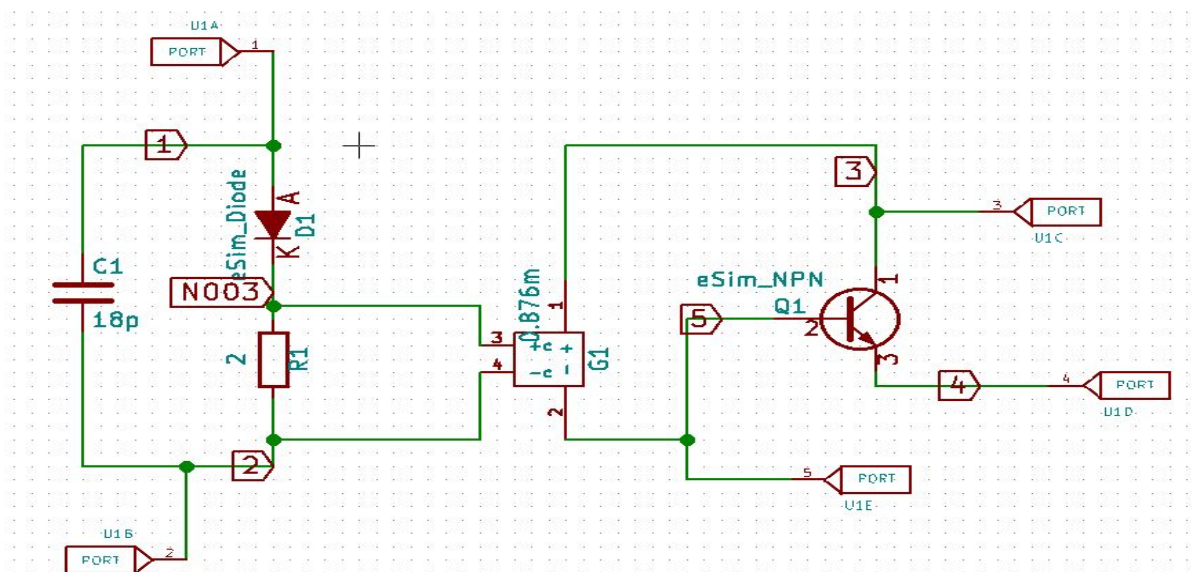 U1A
PORT
1
1
3
eSim_Diode
A
D1
K
3
PORT
U1C
C1
18p
N003
0.876m
1
eSim_NPN
1
Q1
5
2
2
R1
3
4
+c +
-c -
G1
3
2
4
4
PORT
U1D
2
5
PORT
U1E
U1B
PORT
2